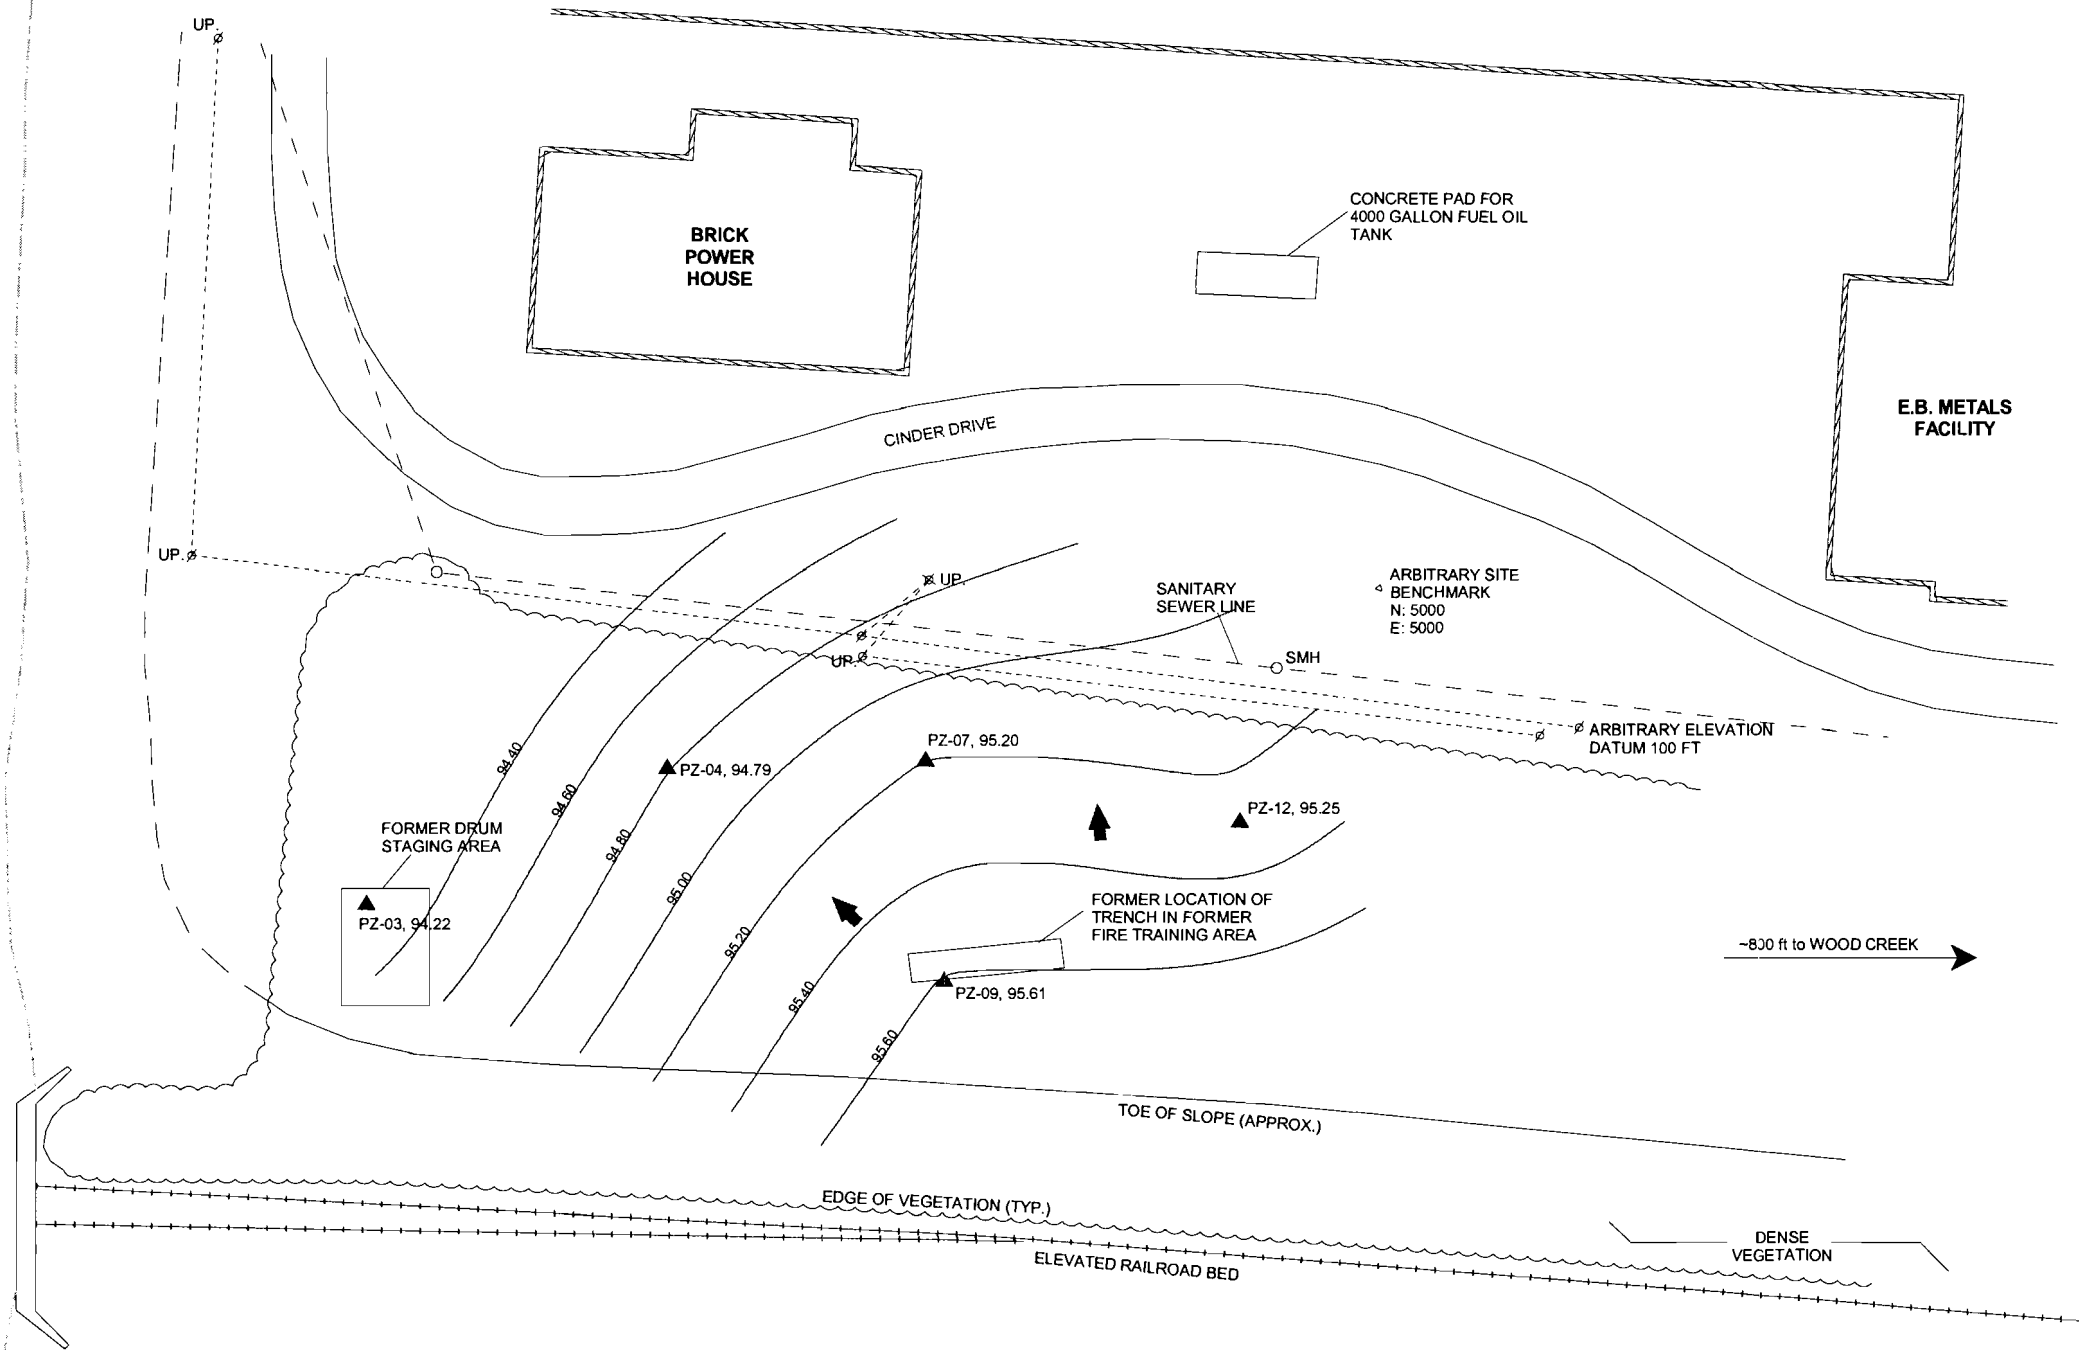 UP.
CONCRETE PAD FOR
4000 GALLON FUEL OIL
TANK
BRICK
POWER
HOUSE
E.B. METALS
FACILITY
CINDER DRIVE
UP.
UP.
UP.
SANITARY
SEWER LINE
ARBITRARY SITE
BENCHMARK
N: 5000
E: 5000
SMH
ARBITRARY ELEVATION
DATUM 100 FT
PZ-07, 95.20
PZ-04, 94.79
PZ-12, 95.25
94.40
94.60
94.80
95.00
95.20
95.40
95.60
FORMER DRUM
STAGING AREA
PZ-03, 94.22
FORMER LOCATION OF
TRENCH IN FORMER
FIRE TRAINING AREA
PZ-09, 95.61
~800 ft to WOOD CREEK
TOE OF SLOPE (APPROX.)
EDGE OF VEGETATION (TYP.)
ELEVATED RAILROAD BED
DENSE
VEGETATION